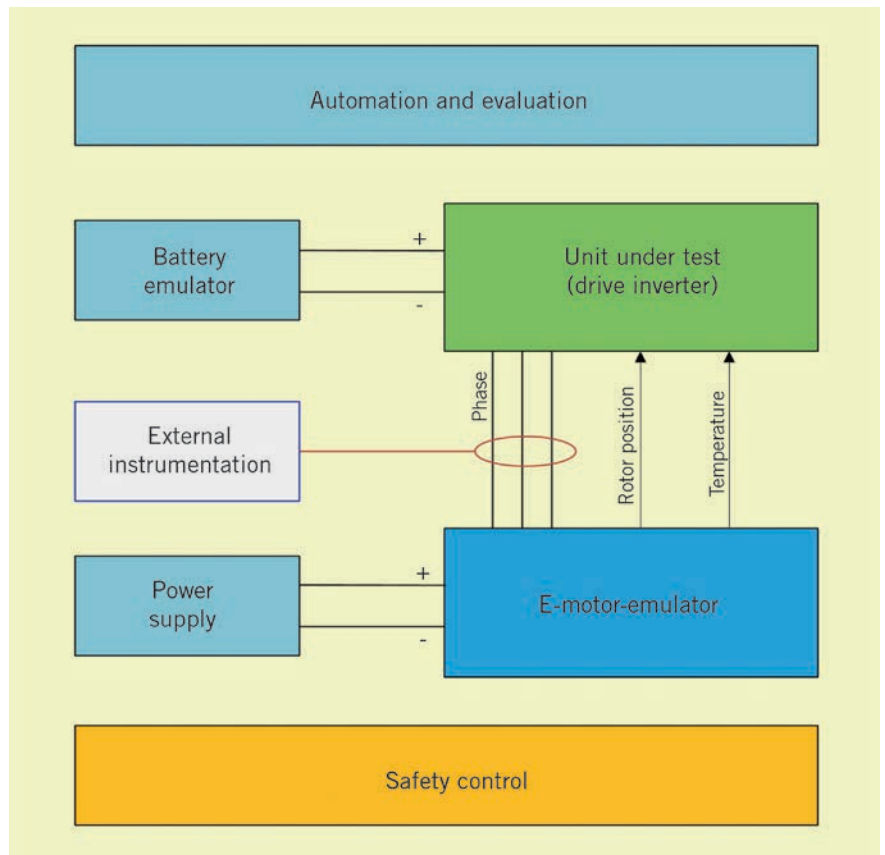 Automation and evaluation
Battery
emulator
+
-
Unit under test
(drive inverter)
Phase
Rotor position
Temperature
External
instrumentation
Power
supply
+
-
E-motor-emulator
Safety control